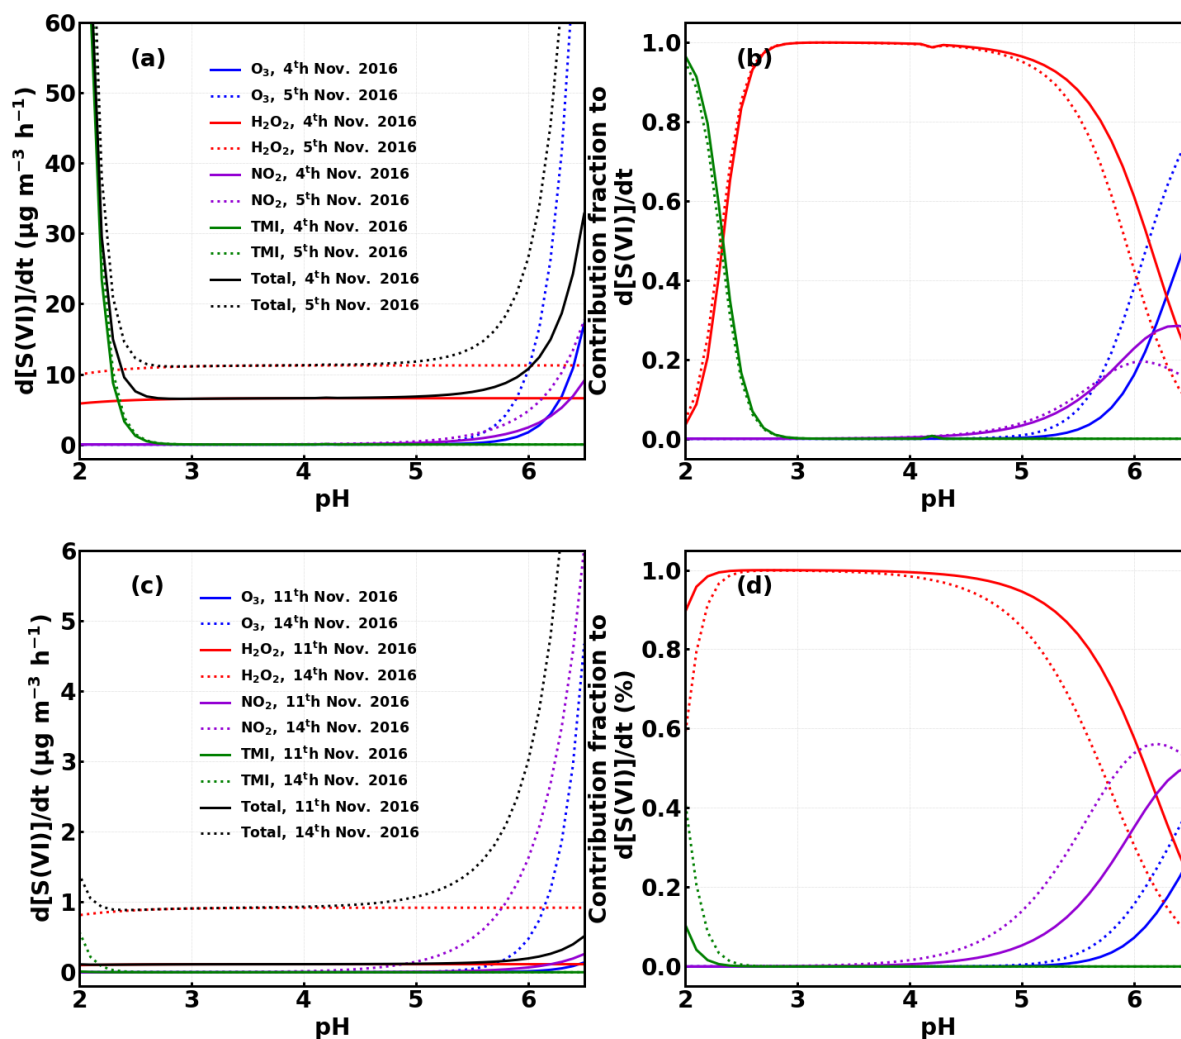 (a)
O₃, 4ᵗh Nov. 2016
O₃, 5ᵗh Nov. 2016
H₂O₂, 4ᵗh Nov. 2016
H₂O₂, 5ᵗh Nov. 2016
NO₂, 4ᵗh Nov. 2016
NO₂, 5ᵗh Nov. 2016
TMI, 4ᵗh Nov. 2016
TMI, 5ᵗh Nov. 2016
Total, 4ᵗh Nov. 2016
Total, 5ᵗh Nov. 2016
d[S(VI)]/dt (μg m⁻³ h⁻¹)
60
50
40
30
20
10
0
2 3 4 5 6
pH
(b)
Contribution fraction to
d[S(VI)]/dt
1.0
0.8
0.6
0.4
0.2
0.0
2 3 4 5 6
pH
(c)
O₃, 11ᵗh Nov. 2016
O₃, 14ᵗh Nov. 2016
H₂O₂, 11ᵗh Nov. 2016
H₂O₂, 14ᵗh Nov. 2016
NO₂, 11ᵗh Nov. 2016
NO₂, 14ᵗh Nov. 2016
TMI, 11ᵗh Nov. 2016
TMI, 14ᵗh Nov. 2016
Total, 11ᵗh Nov. 2016
Total, 14ᵗh Nov. 2016
d[S(VI)]/dt (μg m⁻³ h⁻¹)
6
5
4
3
2
1
0
2 3 4 5 6
pH
(d)
Contribution fraction to
d[S(VI)]/dt (%)
1.0
0.8
0.6
0.4
0.2
0.0
2 3 4 5 6
pH